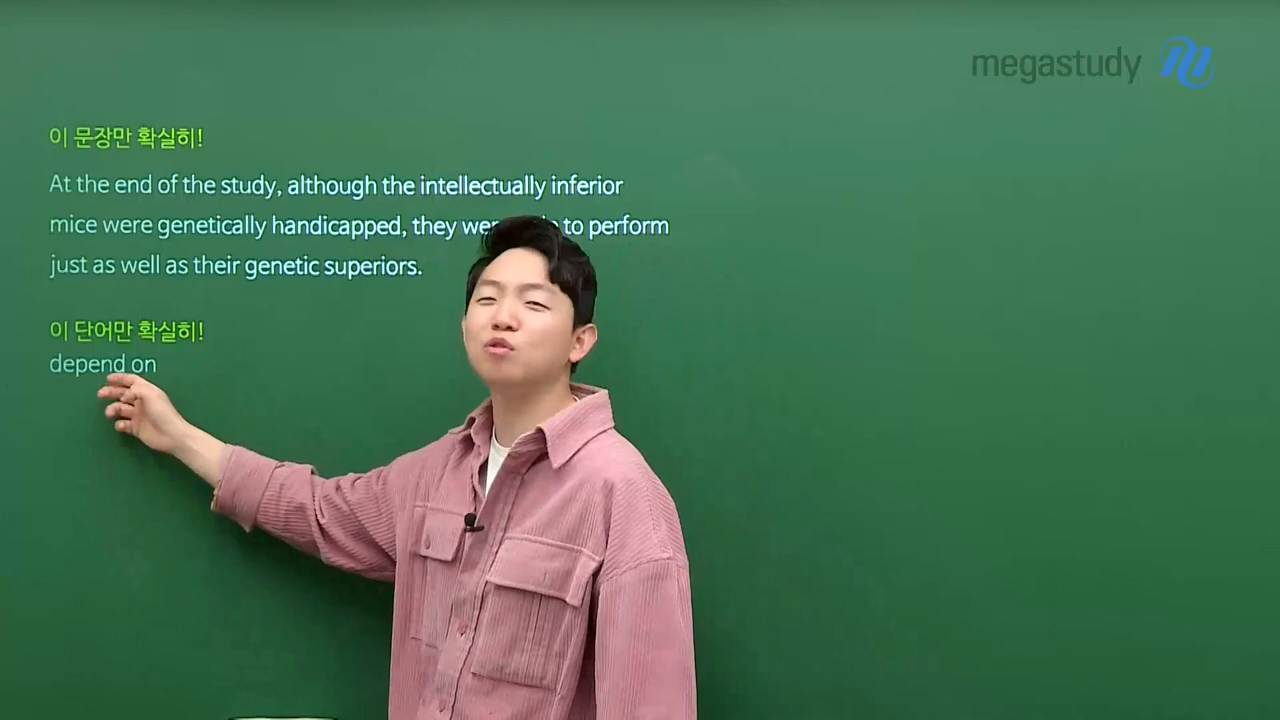 megastudy
이 문장만 확실히!
At the end of the study, although the intellectually inferior
mice were genetically handicapped, they to perform
just as well as their genetic superiors.
이 단어만 확실히!
depend on